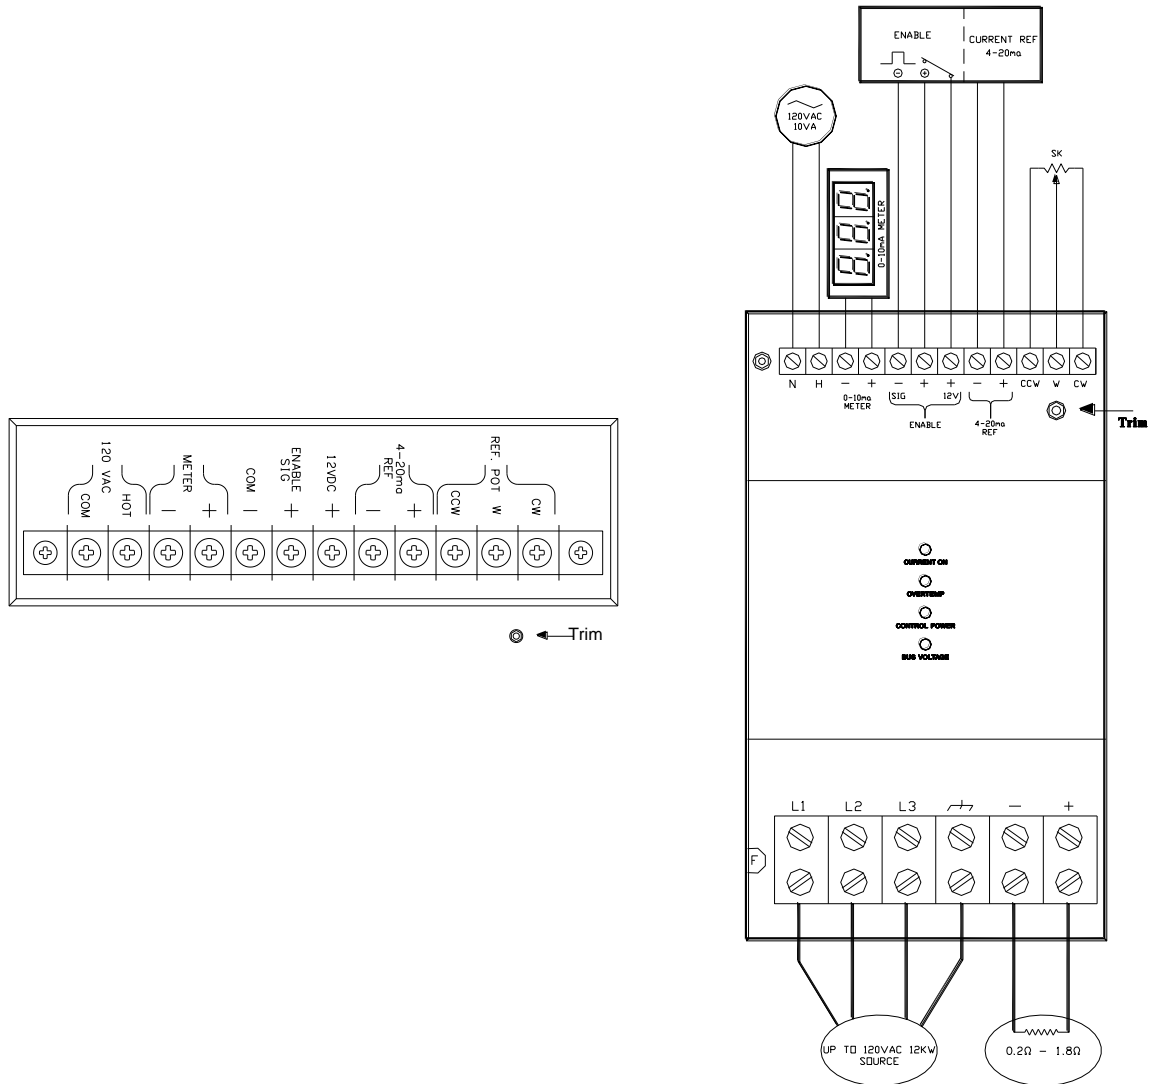 ENABLE
CURRENT REF
4-20ma
120VAC
10VA
0-10mA METER
SK
N H − + − + + − + CCW W CW
0-10ma
METER
SIG 12V
ENABLE
4-20ma
REF
Trim
120 VAC
COM HOT
METER
− +
COM
−
ENABLE
SIG
+
12VDC
+
4-20ma
REF
− +
REF. POT
CCW W CW
Trim
CURRENT ON
OVERTEMP
CONTROL POWER
BUS VOLTAGE
L1 L2 L3 − +
F
UP TO 120VAC 12KW
SOURCE
0.2Ω − 1.8Ω